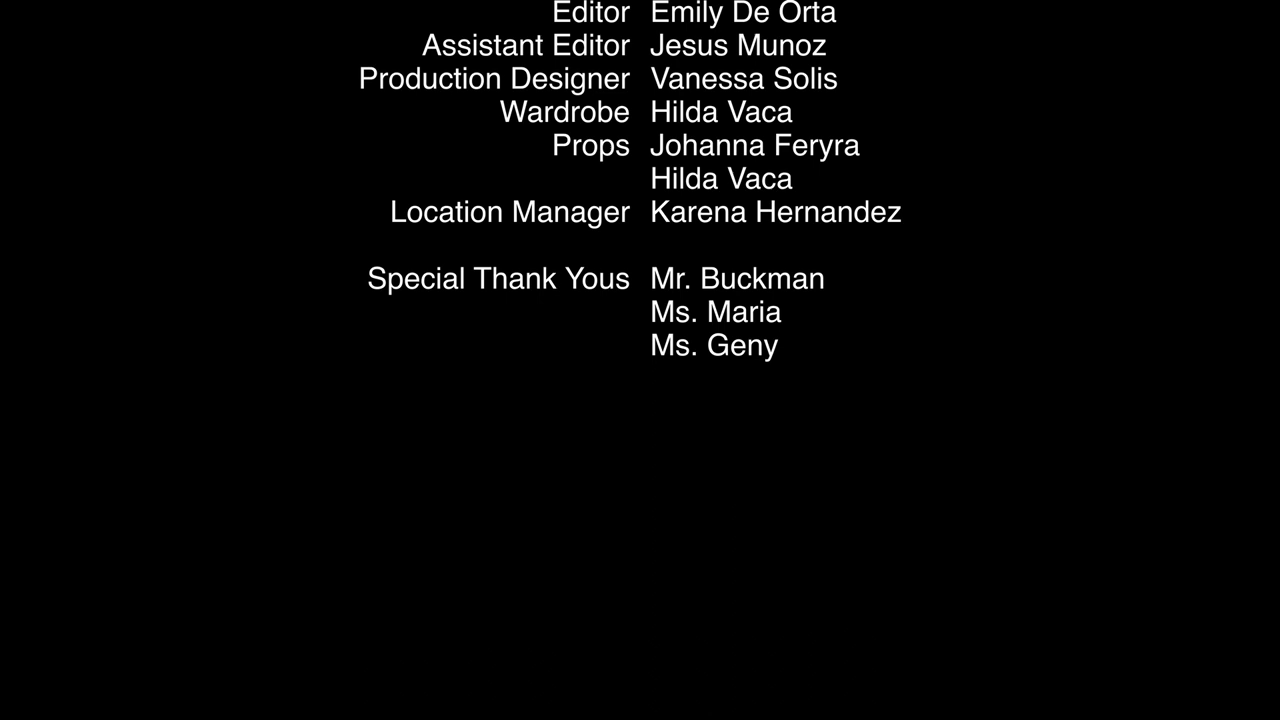 Editor Emily De Orta
Assistant Editor Jesus Munoz
Production Designer Vanessa Solis
Wardrobe Hilda Vaca
Props Johanna Feryra
Hilda Vaca
Location Manager Karena Hernandez
Special Thank Yous Mr. Buckman
Ms. Maria
Ms. Geny